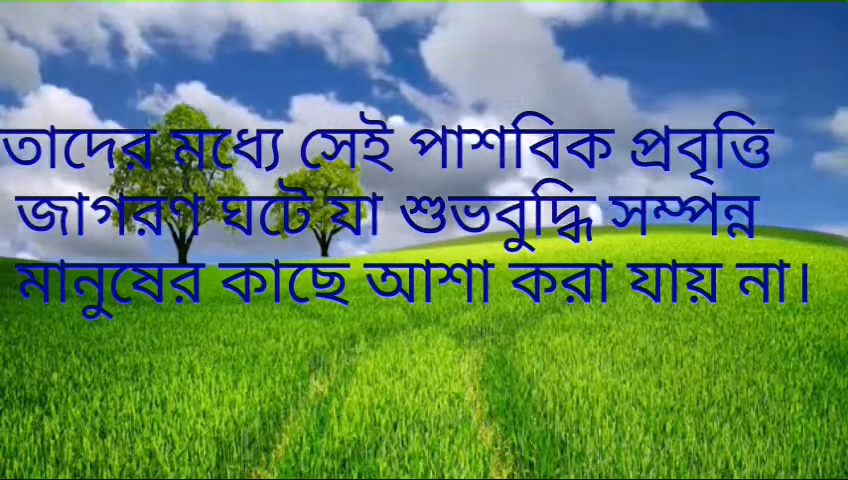 তাদের মধ্যে সেই পাশবিক প্রবৃত্তি
জাগরণ ঘটে যা শুভবুদ্ধি সম্পন্ন
মানুষের কাছে আশা করা যায় না।